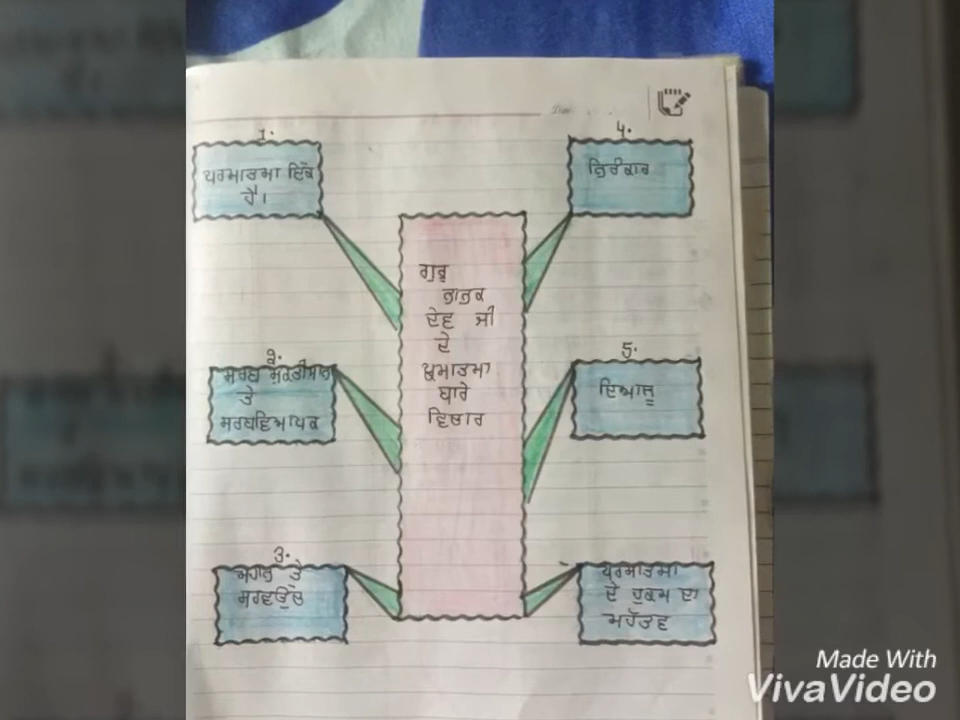 1.
ਪਰਮਾਤਮਾ ਇੱਕ
ਹੈ।
2.
ਸਰਬ ਸ਼ਕਤੀਮਾਨ
ਤੇ
ਸਰਬਵਿਆਪਕ
3.
ਮਹਾਨ ਤੇ
ਸਰਵਉੱਚ
ਗੁਰੂ
ਨਾਨਕ
ਦੇਵ ਜੀ
ਦੇ
ਪ੍ਰਮਾਤਮਾ
ਬਾਰੇ
ਵਿਚਾਰ
4.
ਨਿਰੰਕਾਰ
5.
ਦਿਆਲੂ
ਪਰਮਾਤਮਾ
ਦੇ ਹੁਕਮ ਦਾ
ਮਹੱਤਵ
Made With
VivaVideo